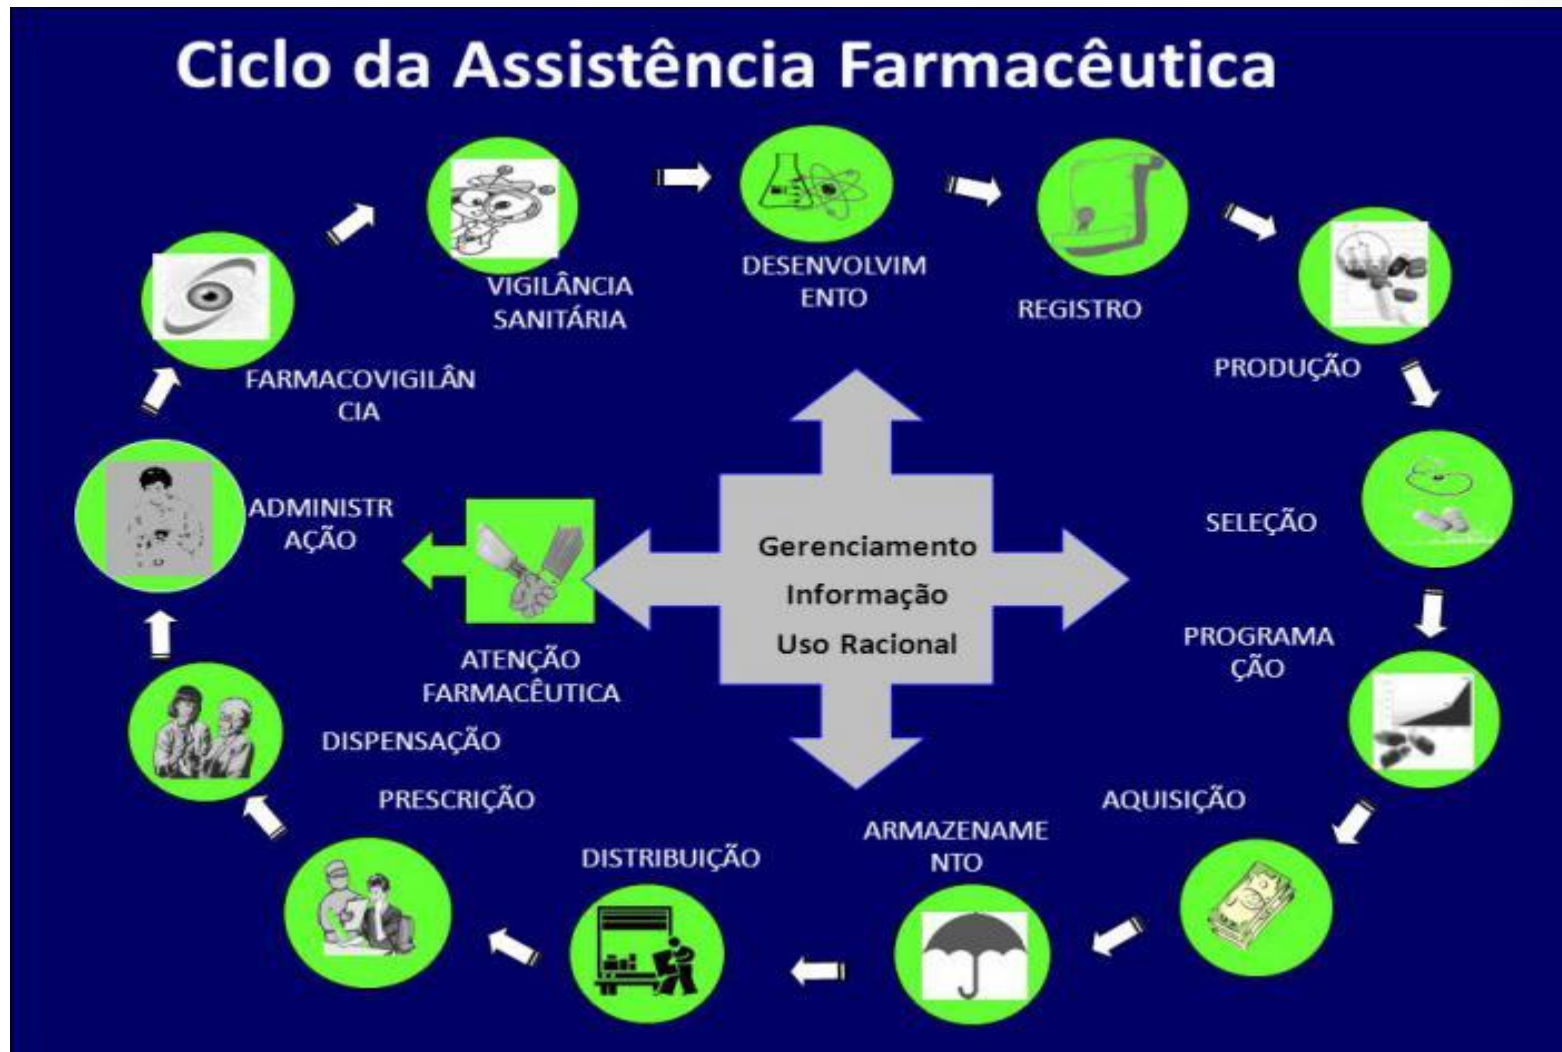 Ciclo da Assistência Farmacêutica
DESENVOLVIM
ENTO
REGISTRO
PRODUÇÃO
SELEÇÃO
PROGRAMA
ÇÃO
AQUISIÇÃO
ARMAZENAME
NTO
DISTRIBUIÇÃO
PRESCRIÇÃO
DISPENSAÇÃO
ADMINISTR
AÇÃO
FARMACOVIGILÂN
CIA
VIGILÂNCIA
SANITÁRIA
ATENÇÃO
FARMACÊUTICA
Gerenciamento
Informação
Uso Racional